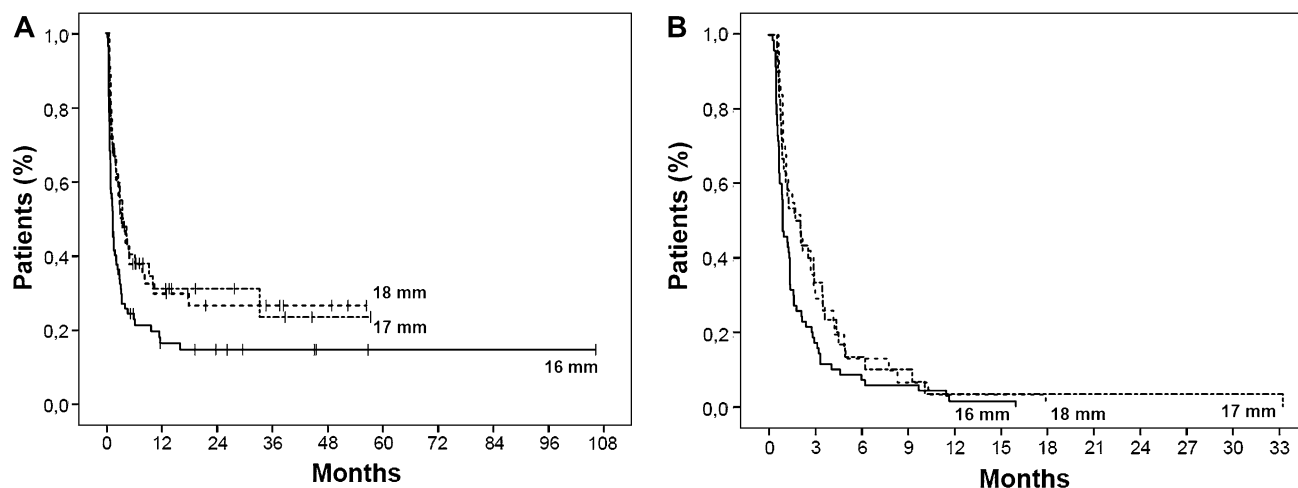 A
Patients (%)
1,0
0,8
0,6
0,4
0,2
0,0
18 mm
17 mm
16 mm
0 12 24 36 48 60 72 84 96 108
Months
B
Patients (%)
1,0
0,8
0,6
0,4
0,2
0,0
16 mm 18 mm 17 mm
0 3 6 9 12 15 18 21 24 27 30 33
Months